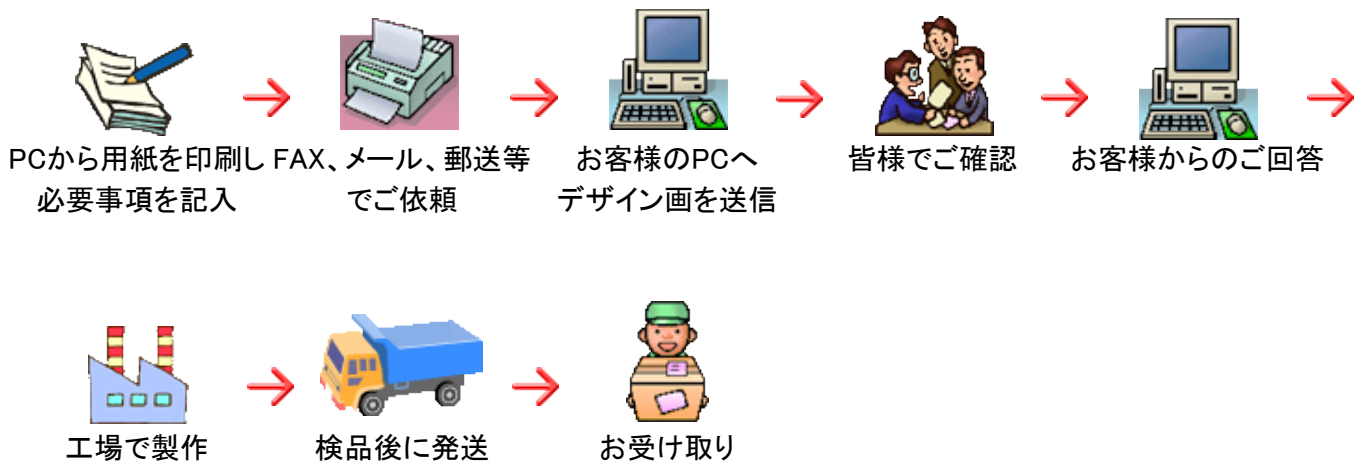 PCから用紙を印刷し
必要事項を記入
FAX、メール、郵送等
でご依頼
お客様のPCへ
デザイン画を送信
皆様でご確認
お客様からのご回答
工場で製作
検品後に発送
お受け取り